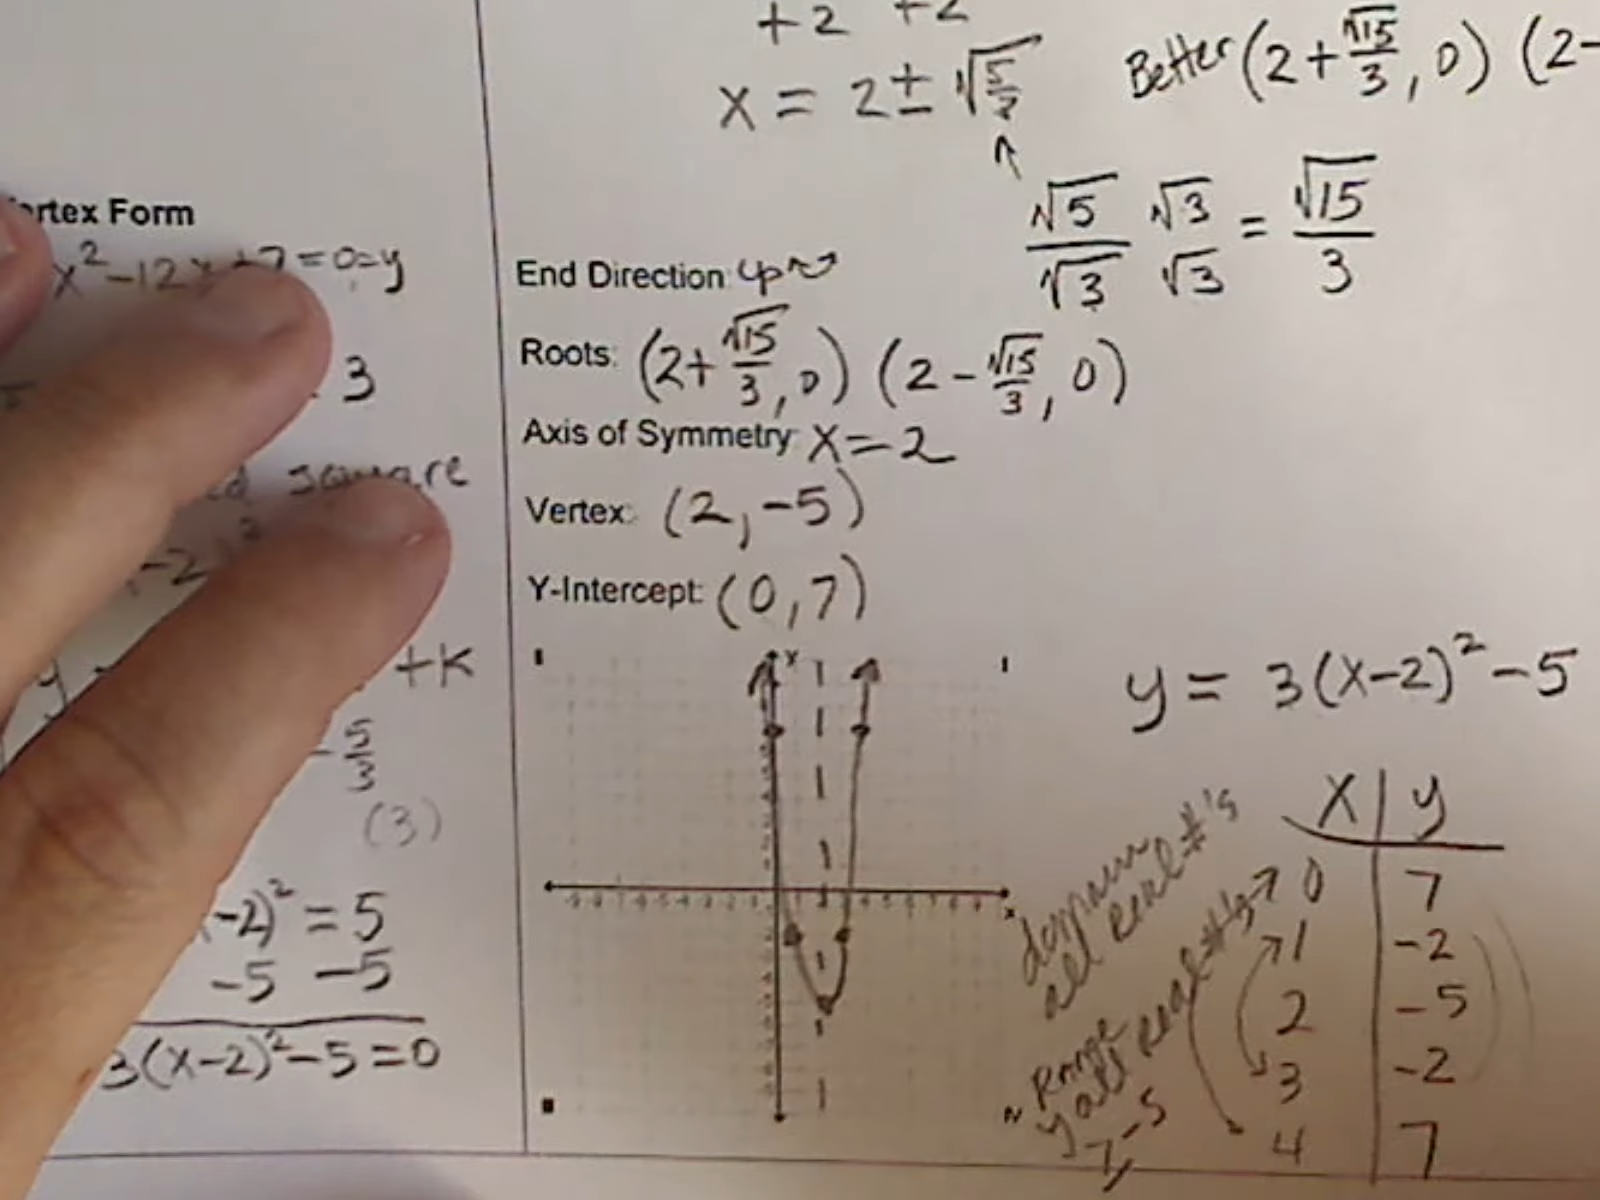 +2 +2
x = 2 ± √5/3
Better (2 + √15/3, 0) (2-
√5/√3 √3/√3 = √15/3
Vertex Form
x² -12x+7=0=y
3
square
-2
+K
5/3
(3)
-2)² = 5
-5 -5
3(x-2)²-5=0
End Direction: up
Roots: (2+√15/3, 0) (2-√15/3, 0)
Axis of Symmetry: X=2
Vertex: (2,-5)
Y-Intercept: (0,7)
y = 3(x-2)²-5
X | y
0 | 7
1 | -2
2 | -5
3 | -2
4 | 7
domain
all real #'s
Range
y all real #'s
≥ -5